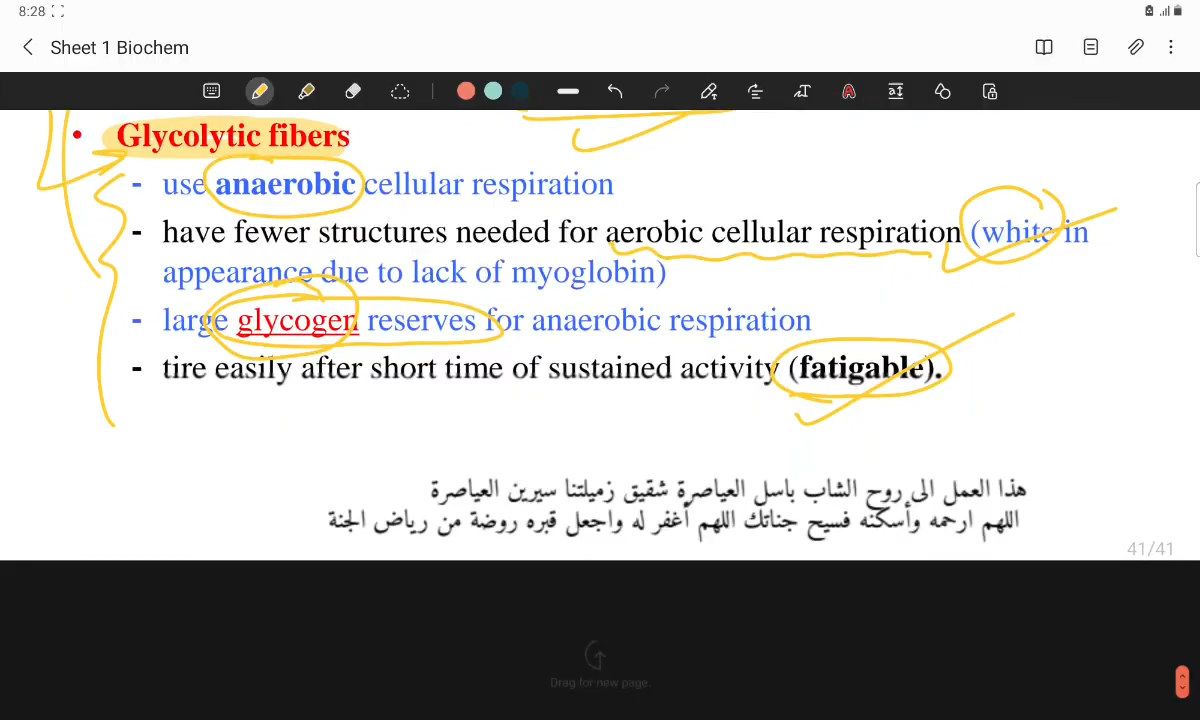 8:28
Sheet 1 Biochem
• Glycolytic fibers
- use anaerobic cellular respiration
- have fewer structures needed for aerobic cellular respiration (white in
appearance due to lack of myoglobin)
- large glycogen reserves for anaerobic respiration
- tire easily after short time of sustained activity (fatigable).
هذا العمل الى روح الشاب باسل العياصرة شقيق زميلتنا سيرين العياصرة
اللهم ارحمه وأسكنه فسيح جناتك اللهم أغفر له واجعل قبره روضة من رياض الجنة
41/41
Drag for new page.